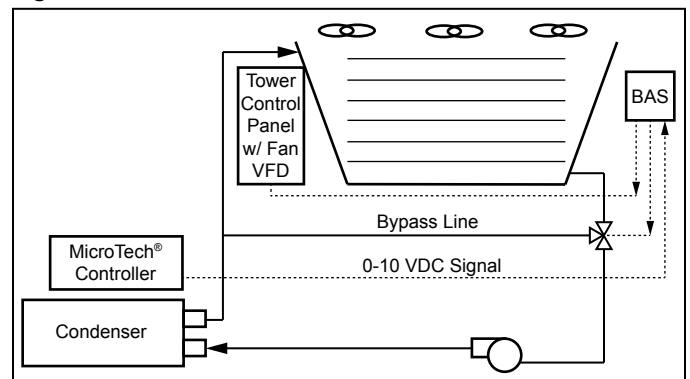 Tower
Control
Panel
w/ Fan
VFD
BAS
Bypass Line
MicroTech®
Controller
0-10 VDC Signal
Condenser